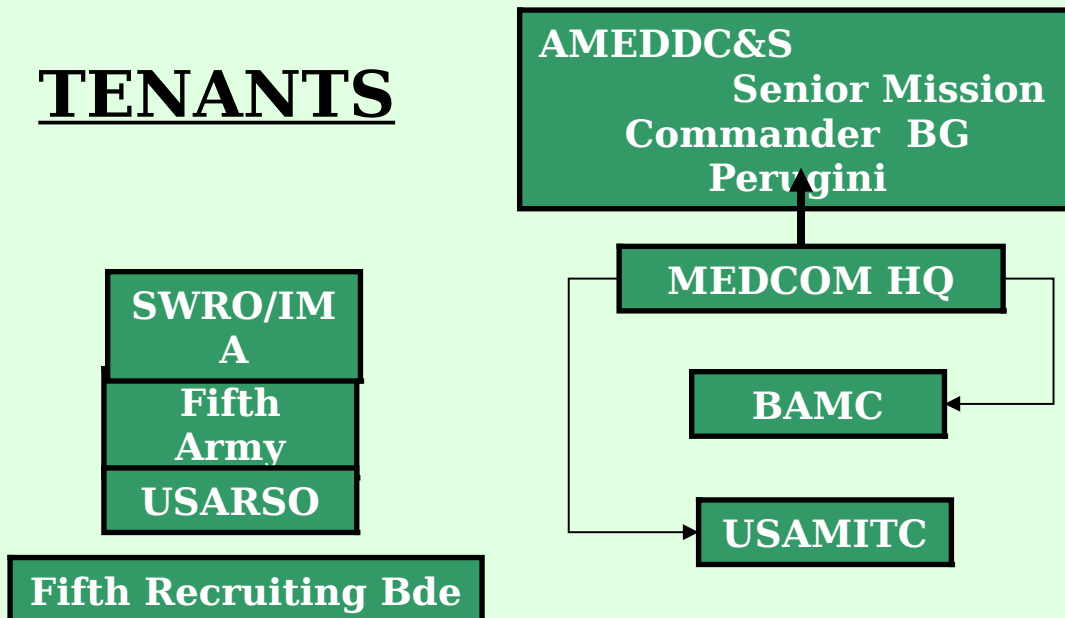 TENANTS
AMEDDC&S
Senior Mission
Commander BG
Perugini
MEDCOM HQ
SWRO/IM
A
Fifth
Army
USARSO
Fifth Recruiting Bde
BAMC
USAMITC